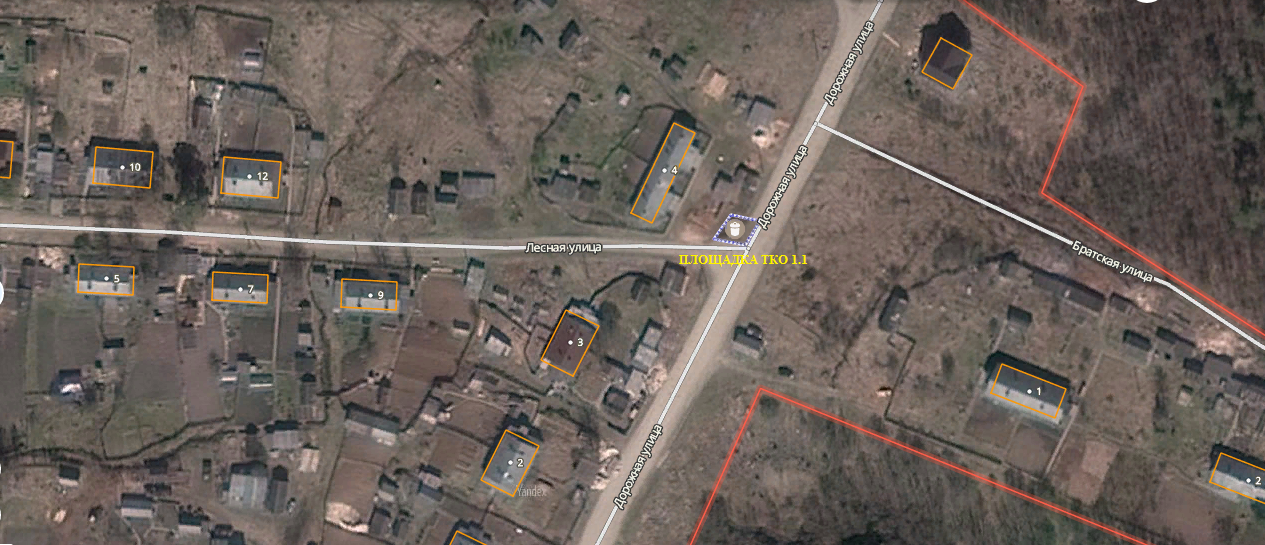 Дорожная улица
10
12
4
Дорожная улица
Лесная улица
ПЛОЩАДКА ТКО 1.1
Братская улица
5
7
9
3
1
2
Дорожная улица
2
Yandex